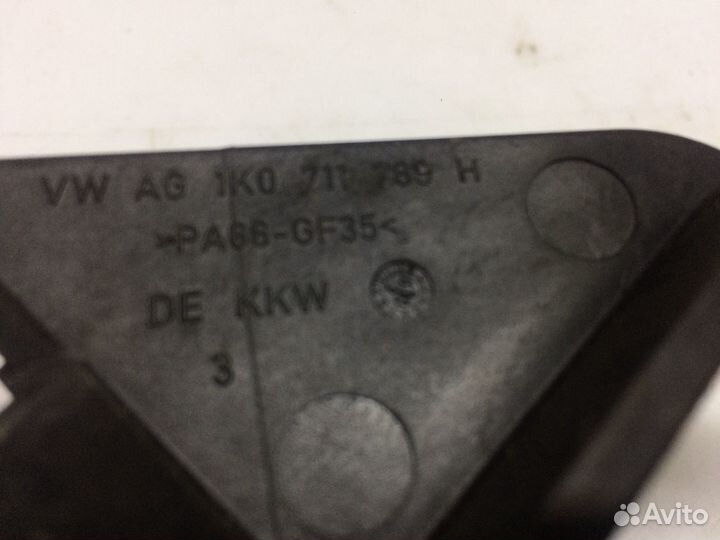 VW AG 1K0 711 789 H
>PA66-GF35<
DE KKW
3
Avito